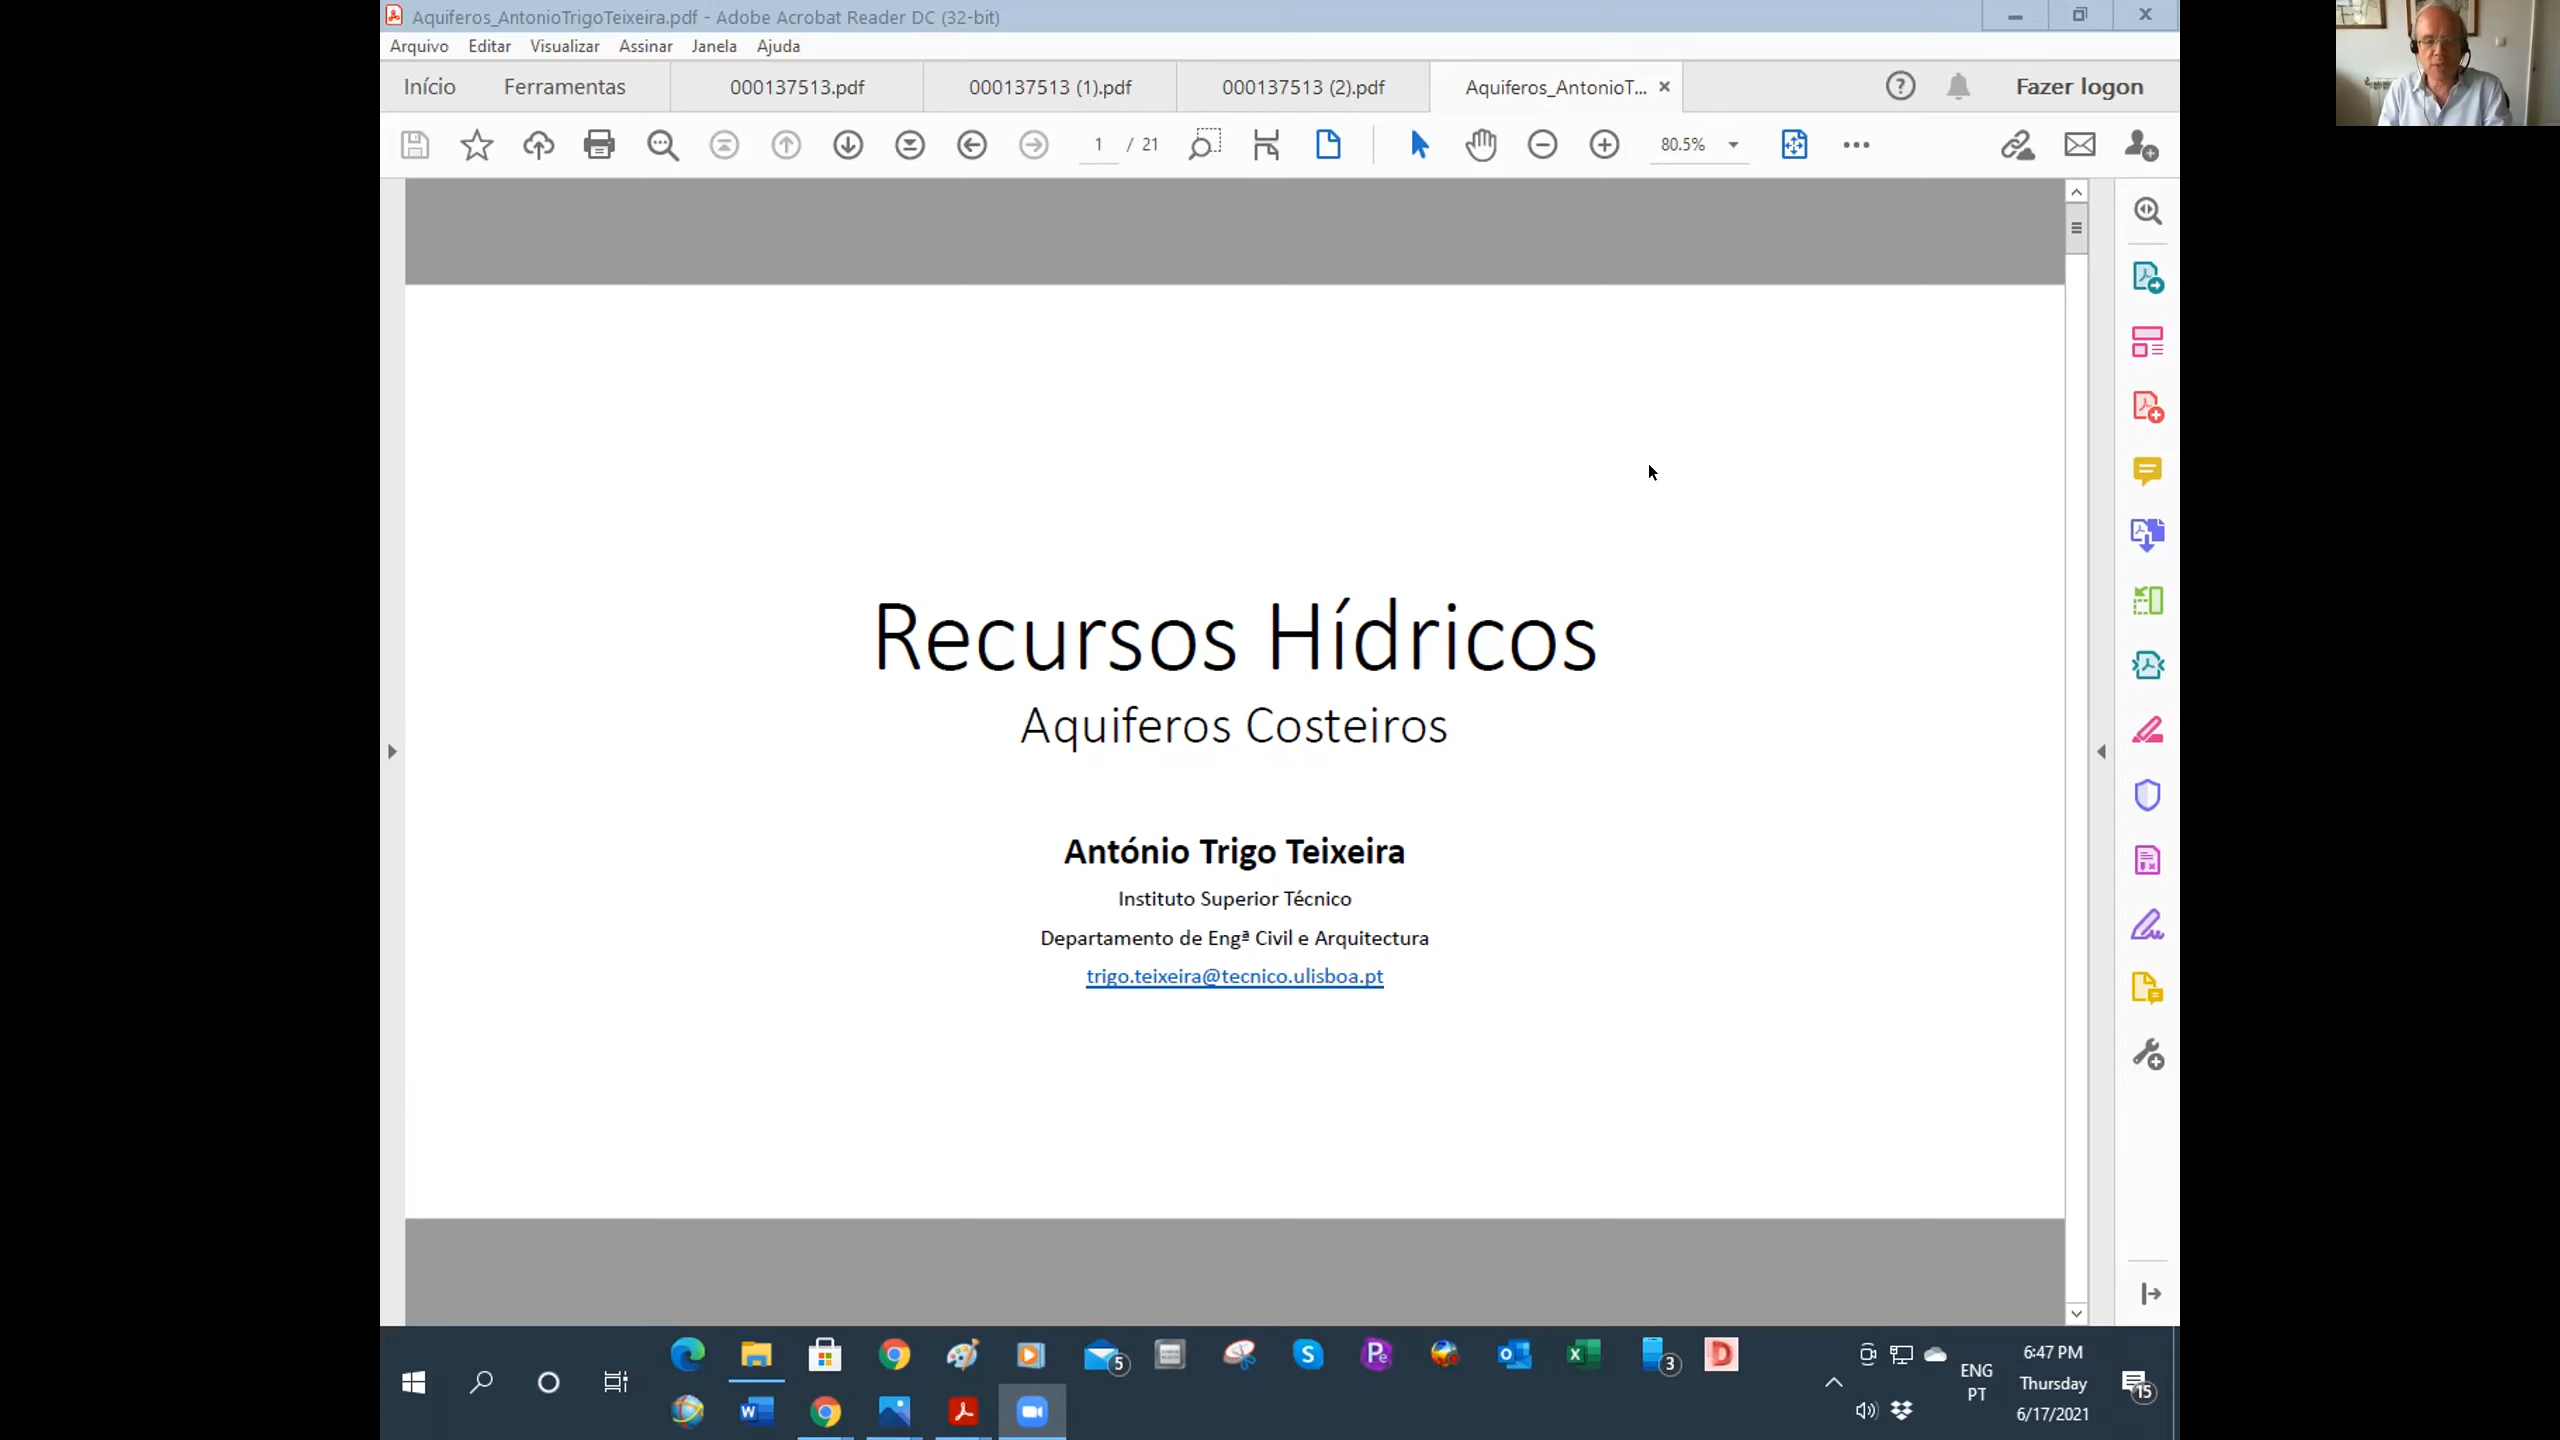 Aquiferos_AntonioTrigoTeixeira.pdf - Adobe Acrobat Reader DC (32-bit)
Arquivo Editar Visualizar Assinar Janela Ajuda
Início Ferramentas 000137513.pdf 000137513 (1).pdf 000137513 (2).pdf Aquiferos_AntonioT... Fazer logon
1 / 21 80.5%
Recursos Hídricos
Aquiferos Costeiros
António Trigo Teixeira
Instituto Superior Técnico
Departamento de Engª Civil e Arquitectura
trigo.teixeira@tecnico.ulisboa.pt
5 3
6:47 PM
ENG
PT
Thursday
15
6/17/2021